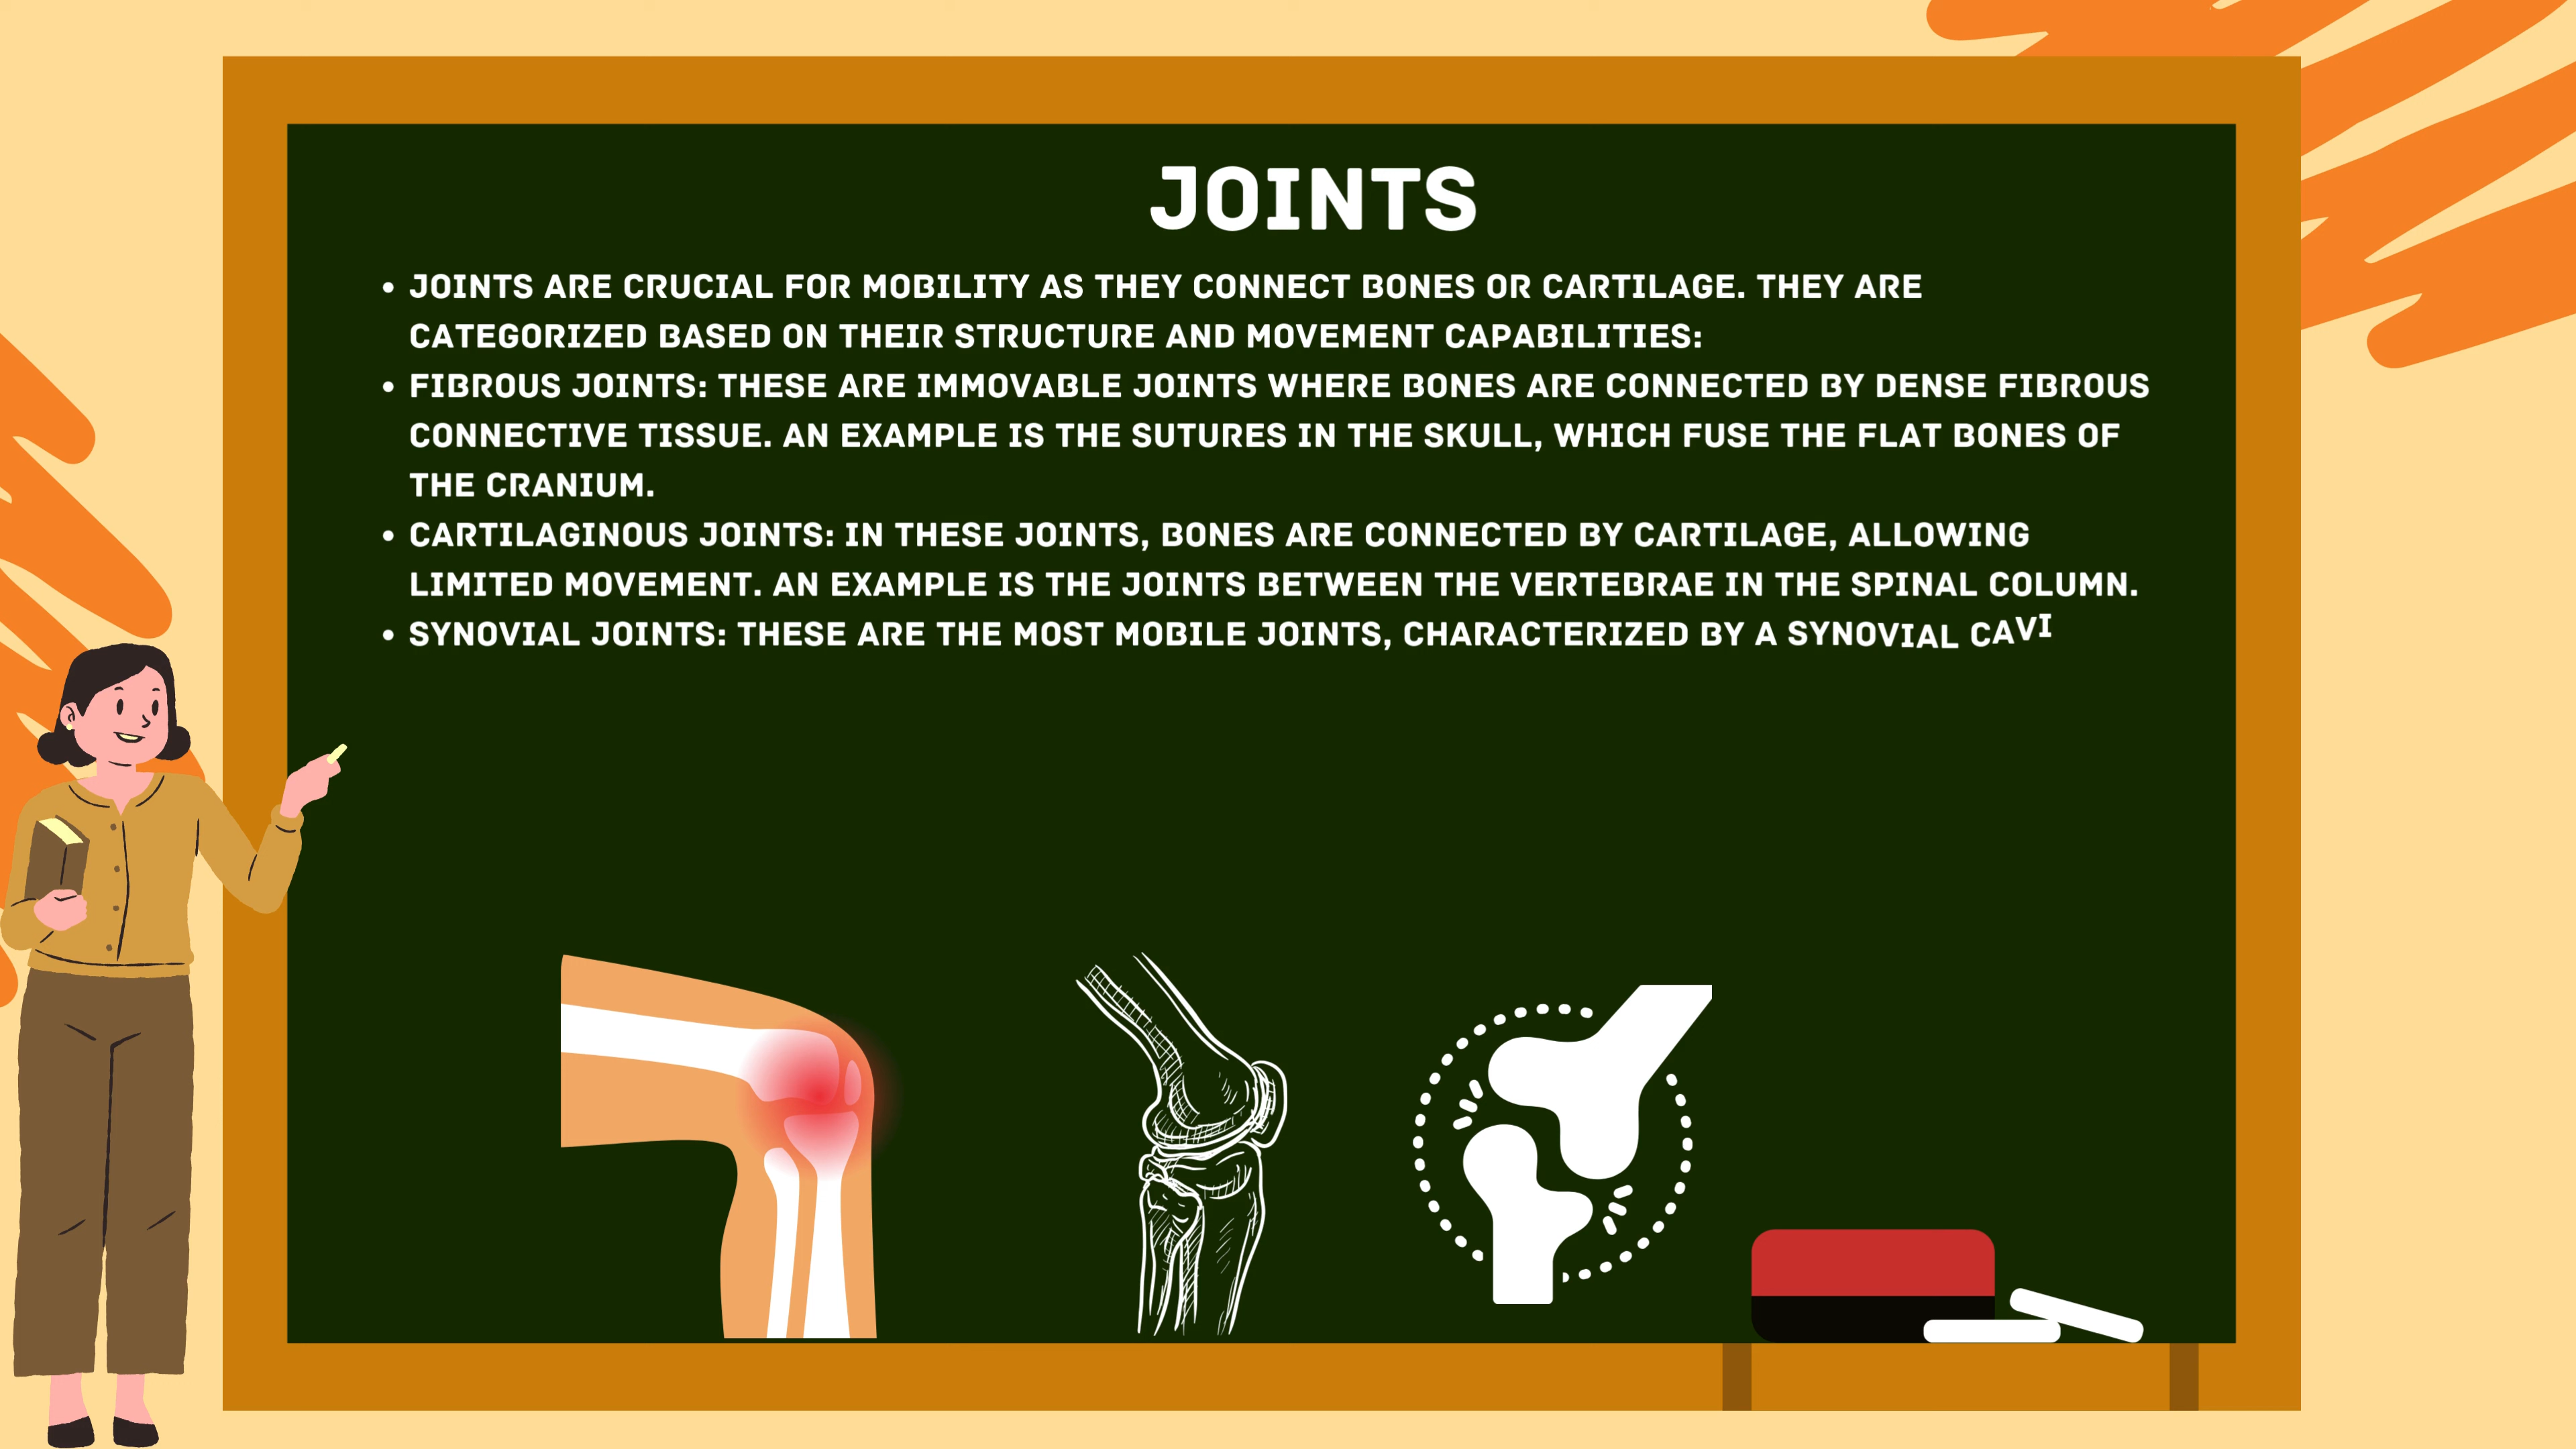 JOINTS
• JOINTS ARE CRUCIAL FOR MOBILITY AS THEY CONNECT BONES OR CARTILAGE. THEY ARE
CATEGORIZED BASED ON THEIR STRUCTURE AND MOVEMENT CAPABILITIES:
• FIBROUS JOINTS: THESE ARE IMMOVABLE JOINTS WHERE BONES ARE CONNECTED BY DENSE FIBROUS
CONNECTIVE TISSUE. AN EXAMPLE IS THE SUTURES IN THE SKULL, WHICH FUSE THE FLAT BONES OF
THE CRANIUM.
• CARTILAGINOUS JOINTS: IN THESE JOINTS, BONES ARE CONNECTED BY CARTILAGE, ALLOWING
LIMITED MOVEMENT. AN EXAMPLE IS THE JOINTS BETWEEN THE VERTEBRAE IN THE SPINAL COLUMN.
• SYNOVIAL JOINTS: THESE ARE THE MOST MOBILE JOINTS, CHARACTERIZED BY A SYNOVIAL CAVI